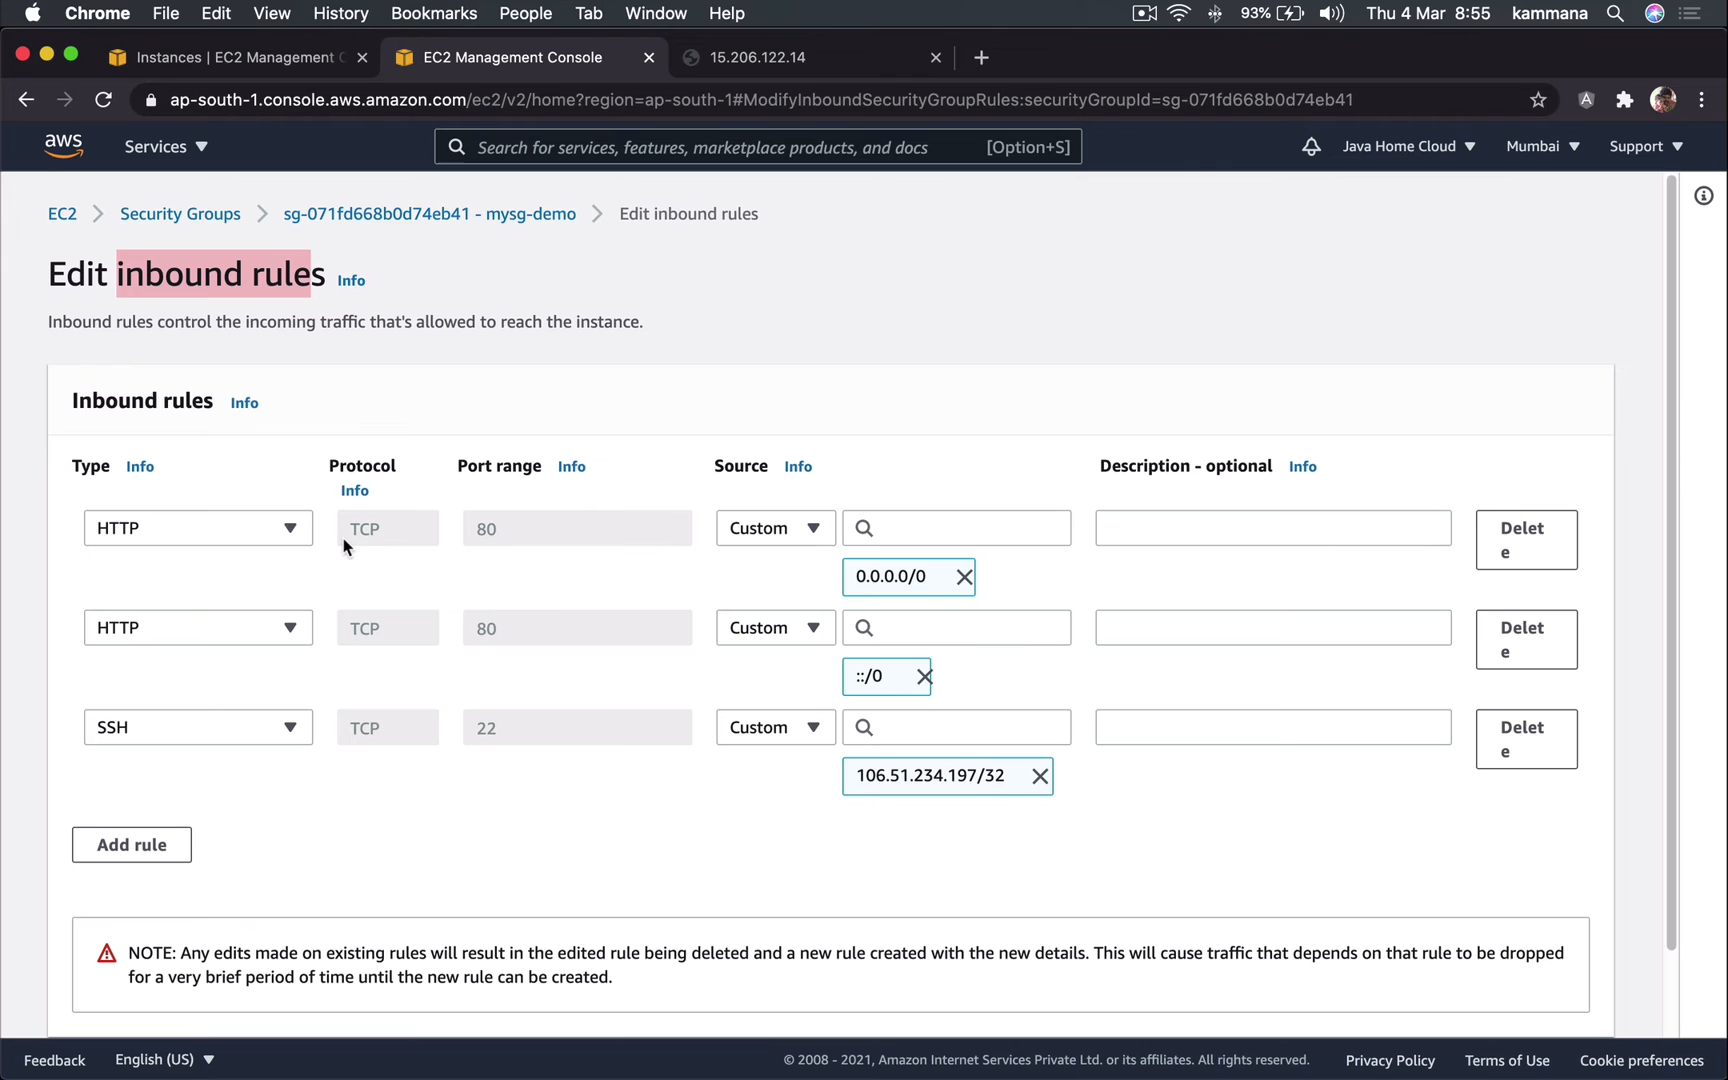 Chrome File Edit View History Bookmarks People Tab Window Help 93% Thu 4 Mar 8:55 kammana
Instances | EC2 Management C EC2 Management Console 15.206.122.14
ap-south-1.console.aws.amazon.com/ec2/v2/home?region=ap-south-1#ModifyInboundSecurityGroupRules:securityGroupId=sg-071fd668b0d74eb41
aws Services Search for services, features, marketplace products, and docs [Option+S] Java Home Cloud Mumbai Support
EC2 Security Groups sg-071fd668b0d74eb41 - mysg-demo Edit inbound rules
Edit inbound rules Info
Inbound rules control the incoming traffic that's allowed to reach the instance.
Inbound rules Info
Type Info Protocol Port range Info Source Info Description - optional Info
Info
HTTP TCP 80 Custom Delet
e
0.0.0.0/0
HTTP TCP 80 Custom Delet
e
::/0
SSH TCP 22 Custom Delet
e
106.51.234.197/32
Add rule
NOTE: Any edits made on existing rules will result in the edited rule being deleted and a new rule created with the new details. This will cause traffic that depends on that rule to be dropped
for a very brief period of time until the new rule can be created.
Feedback English (US) © 2008 - 2021, Amazon Internet Services Private Ltd. or its affiliates. All rights reserved. Privacy Policy Terms of Use Cookie preferences